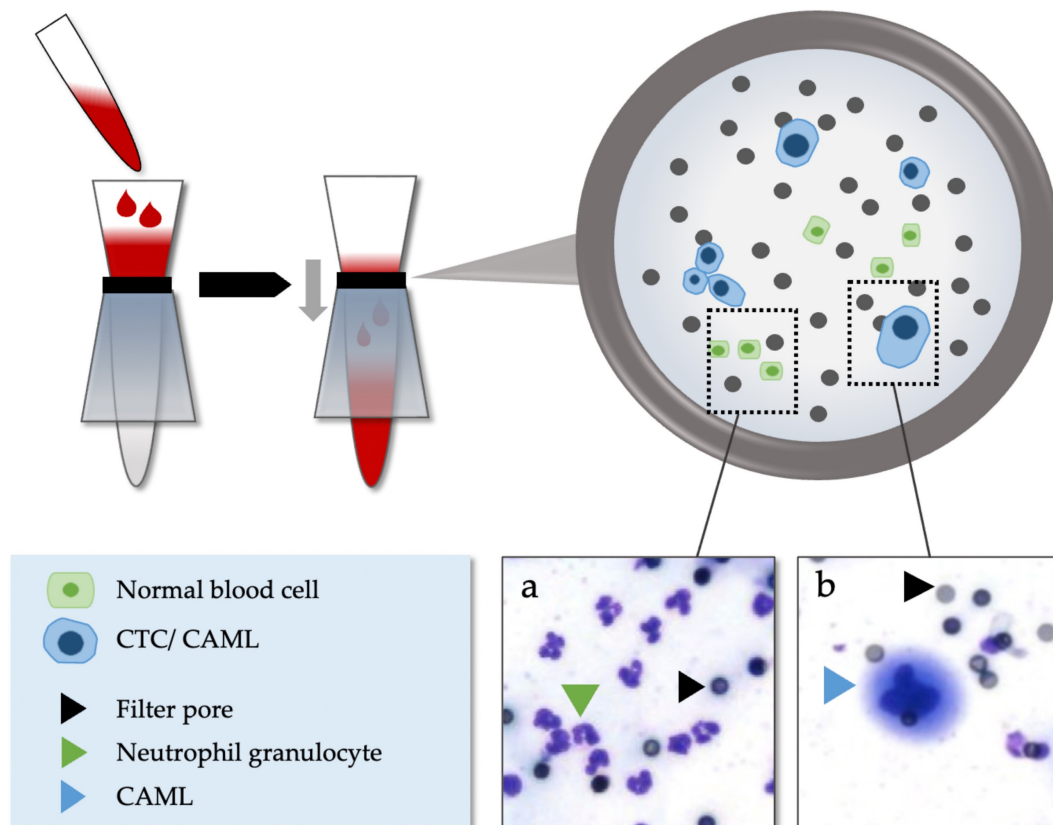 a
b
Normal blood cell
CTC/ CAML
Filter pore
Neutrophil granulocyte
CAML